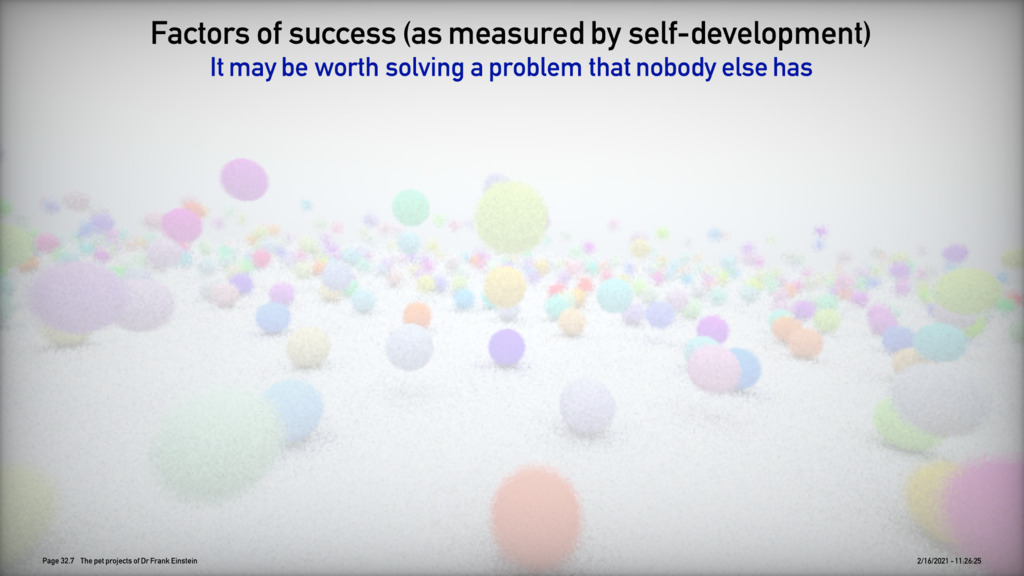 Factors of success (as measured by self-development)
It may be worth solving a problem that nobody else has
Page 32.7 The pet projects of Dr Frank Einstein
2/16/2021 - 11:26:25